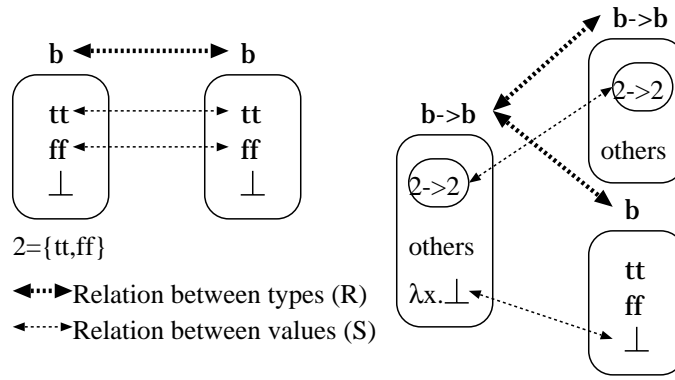 b b
tt tt
ff ff
⊥ ⊥
2={tt,ff}
Relation between types (R)
Relation between values (S)
b->b
2->2
others
b->b
2->2
others
λx.⊥
b
tt
ff
⊥